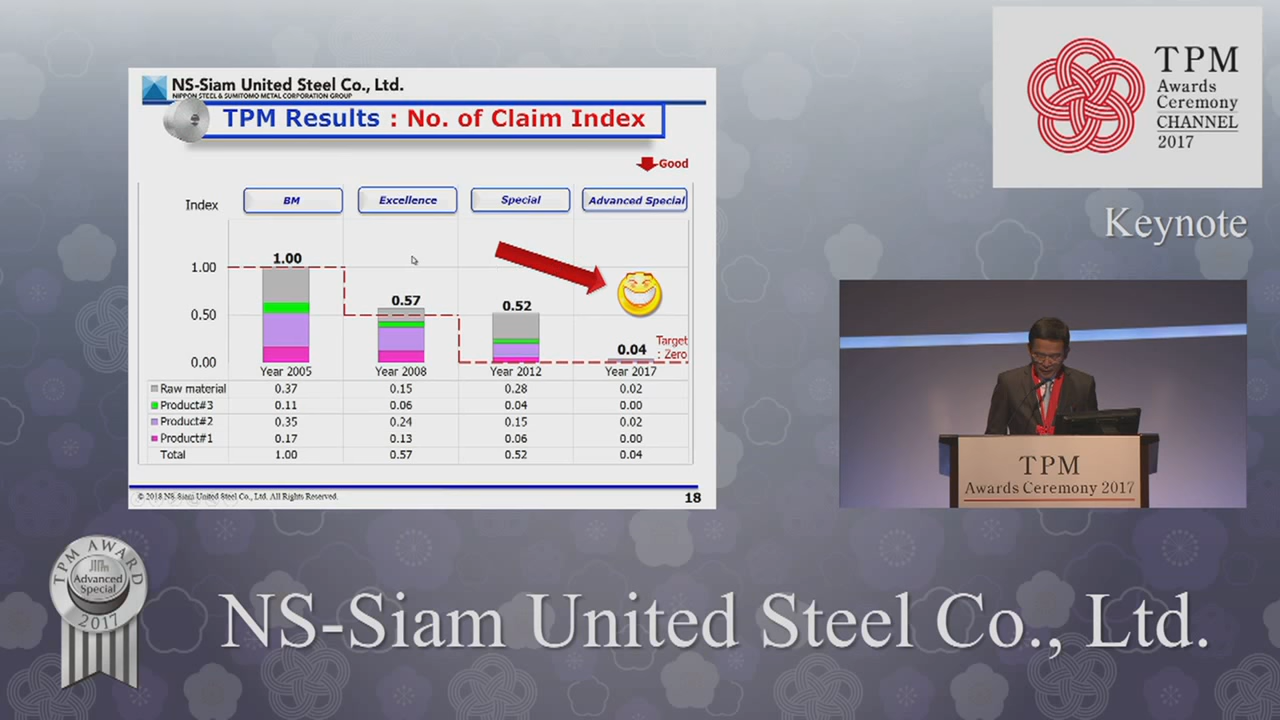 NS-Siam United Steel Co., Ltd.
NIPPON STEEL & SUMITOMO METAL CORPORATION GROUP
TPM Results : No. of Claim Index
Good
Index
BM
Excellence
Special
Advanced Special
1.00
0.57
0.52
0.04
1.00
0.50
0.00
Target
: Zero
Year 2005
Year 2008
Year 2012
Year 2017
Raw material 0.37 0.15 0.28 0.02
Product#3 0.11 0.06 0.04 0.00
Product#2 0.35 0.24 0.15 0.02
Product#1 0.17 0.13 0.06 0.00
Total 1.00 0.57 0.52 0.04
© 2018 NS-Siam United Steel Co., Ltd. All Rights Reserved.
18
TPM
Awards
Ceremony
CHANNEL
2017
Keynote
TPM
Awards Ceremony 2017
TPM AWARD
JIPM
Advanced
Special
2017
NS-Siam United Steel Co., Ltd.